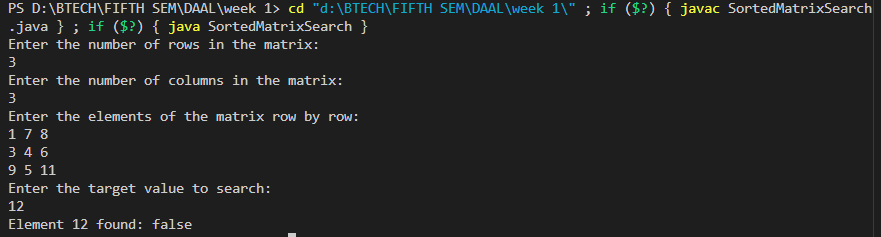 PS D:\BTECH\FIFTH SEM\DAAL\week 1> cd "d:\BTECH\FIFTH SEM\DAAL\week 1\" ; if ($?) { javac SortedMatrixSearch
.java } ; if ($?) { java SortedMatrixSearch }
Enter the number of rows in the matrix:
3
Enter the number of columns in the matrix:
3
Enter the elements of the matrix row by row:
1 7 8
3 4 6
9 5 11
Enter the target value to search:
12
Element 12 found: false